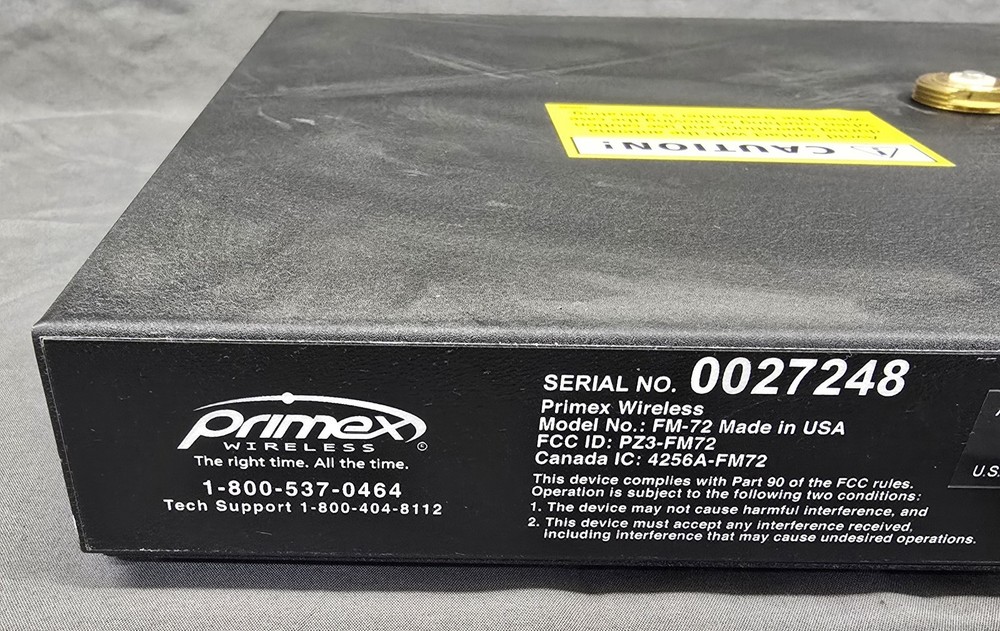 CAUTION!
Primex
WIRELESS
The right time. All the time.
1-800-537-0464
Tech Support 1-800-404-8112
SERIAL NO. 0027248
Primex Wireless
Model No.: FM-72 Made in USA
FCC ID: PZ3-FM72
Canada IC: 4256A-FM72
This device complies with Part 90 of the FCC rules.
Operation is subject to the following two conditions:
1. The device may not cause harmful interference, and
2. This device must accept any interference received,
including interference that may cause undesired operations.
U.S.